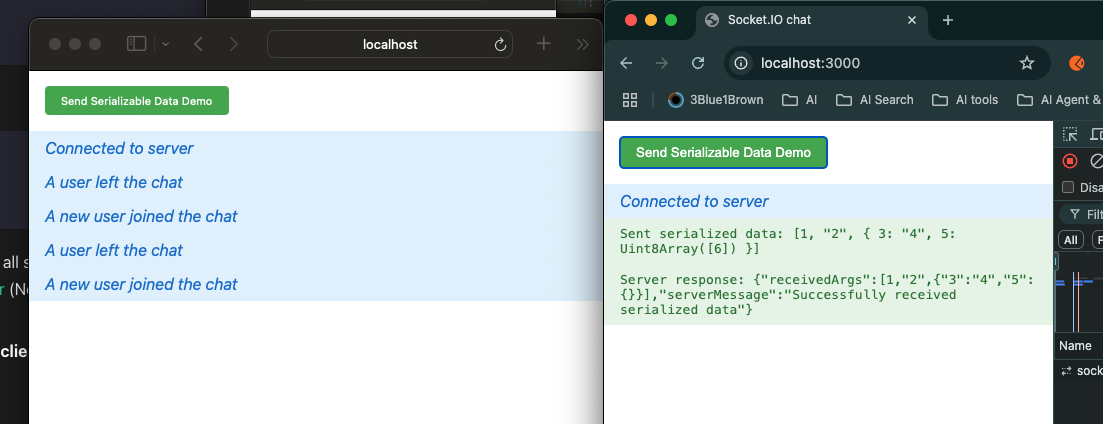 localhost
Send Serializable Data Demo
Connected to server
A user left the chat
A new user joined the chat
A user left the chat
A new user joined the chat
all
(N
clie
Socket.IO chat
localhost:3000
3Blue1Brown
AI
AI Search
AI tools
AI Agent &
Send Serializable Data Demo
Connected to server
Sent serialized data: [1, "2", { 3: "4", 5:
Uint8Array([6]) }]
Server response: {"receivedArgs":[1,"2",{"3":"4","5":
{}}],"serverMessage":"Successfully received
serialized data"}
Disa
Filt
All
F
Name
sock